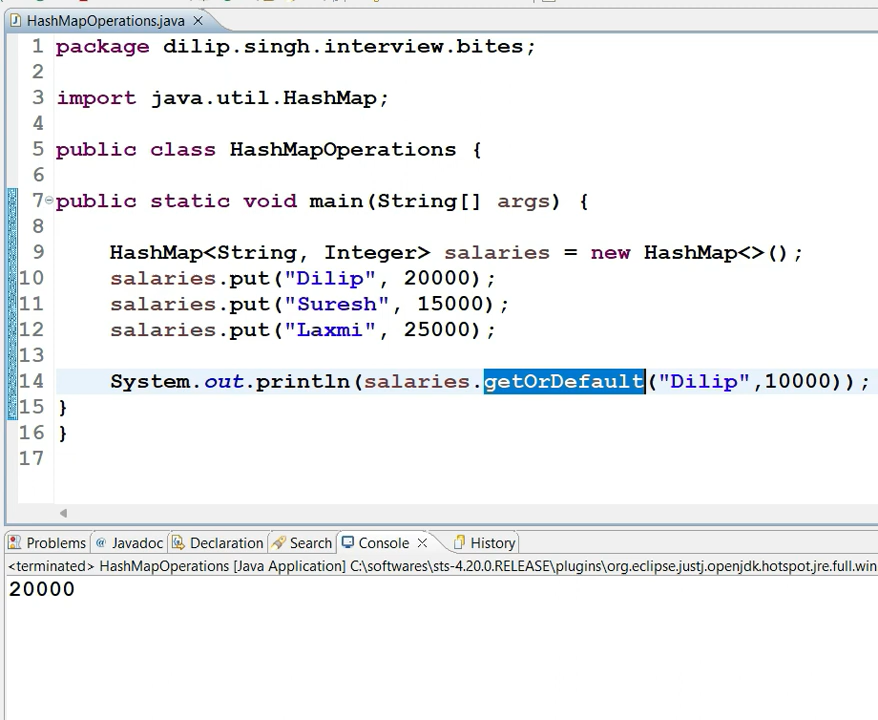 HashMapOperations.java
1 package dilip.singh.interview.bites;
2
3 import java.util.HashMap;
4
5 public class HashMapOperations {
6
7 public static void main(String[] args) {
8
9 HashMap<String, Integer> salaries = new HashMap<>();
10 salaries.put("Dilip", 20000);
11 salaries.put("Suresh", 15000);
12 salaries.put("Laxmi", 25000);
13
14 System.out.println(salaries.getOrDefault("Dilip",10000));
15 }
16 }
17
Problems @ Javadoc Declaration Search Console History
<terminated> HashMapOperations [Java Application] C:\softwares\sts-4.20.0.RELEASE\plugins\org.eclipse.justj.openjdk.hotspot.jre.full.win
20000